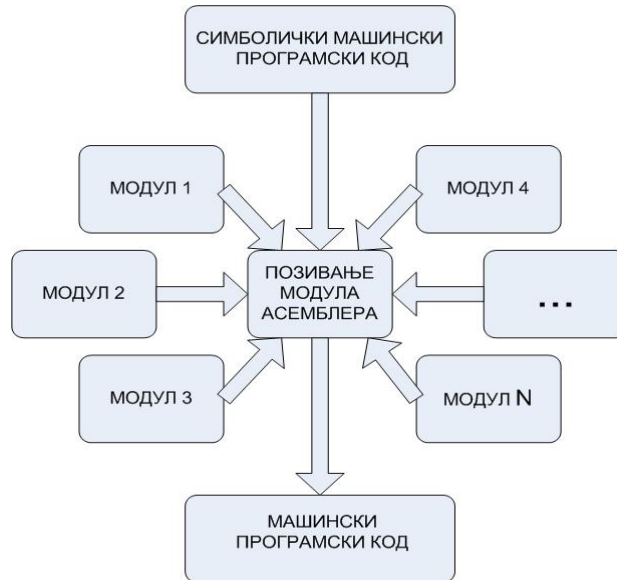 СИМБОЛИЧКИ МАШИНСКИ
ПРОГРАМСКИ КОД
МОДУЛ 1
МОДУЛ 4
МОДУЛ 2
ПОЗИВАЊЕ
МОДУЛА
АСЕМБЛЕРА
...
МОДУЛ 3
МОДУЛ N
МАШИНСКИ
ПРОГРАМСКИ КОД